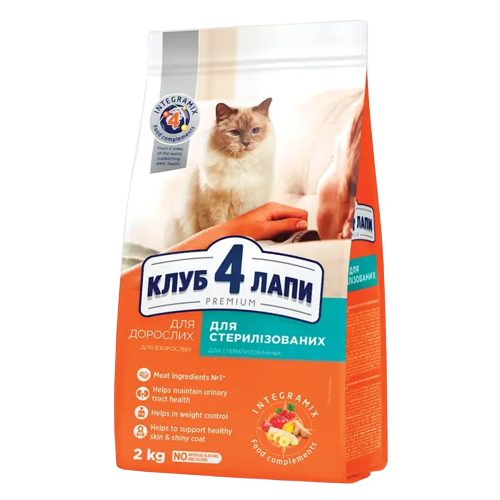 INTEGRAMIX
4
Food complements
КЛУБ 4 ЛАПИ
PREMIUM
ДЛЯ
ДОРОСЛИХ
ДЛЯ ВЗРОСЛЫХ
ДЛЯ
СТЕРИЛІЗОВАНИХ
ДЛЯ СТЕРИЛИЗОВАННЫХ
Meat ingredients №1*
Helps maintain urinary
tract health
Helps in weight control
Helps to support healthy
skin & shiny coat
2 kg
NO
INTEGRAMIX
Food complements
ДЛЯ
СТЕРИЛІЗОВАНИХ